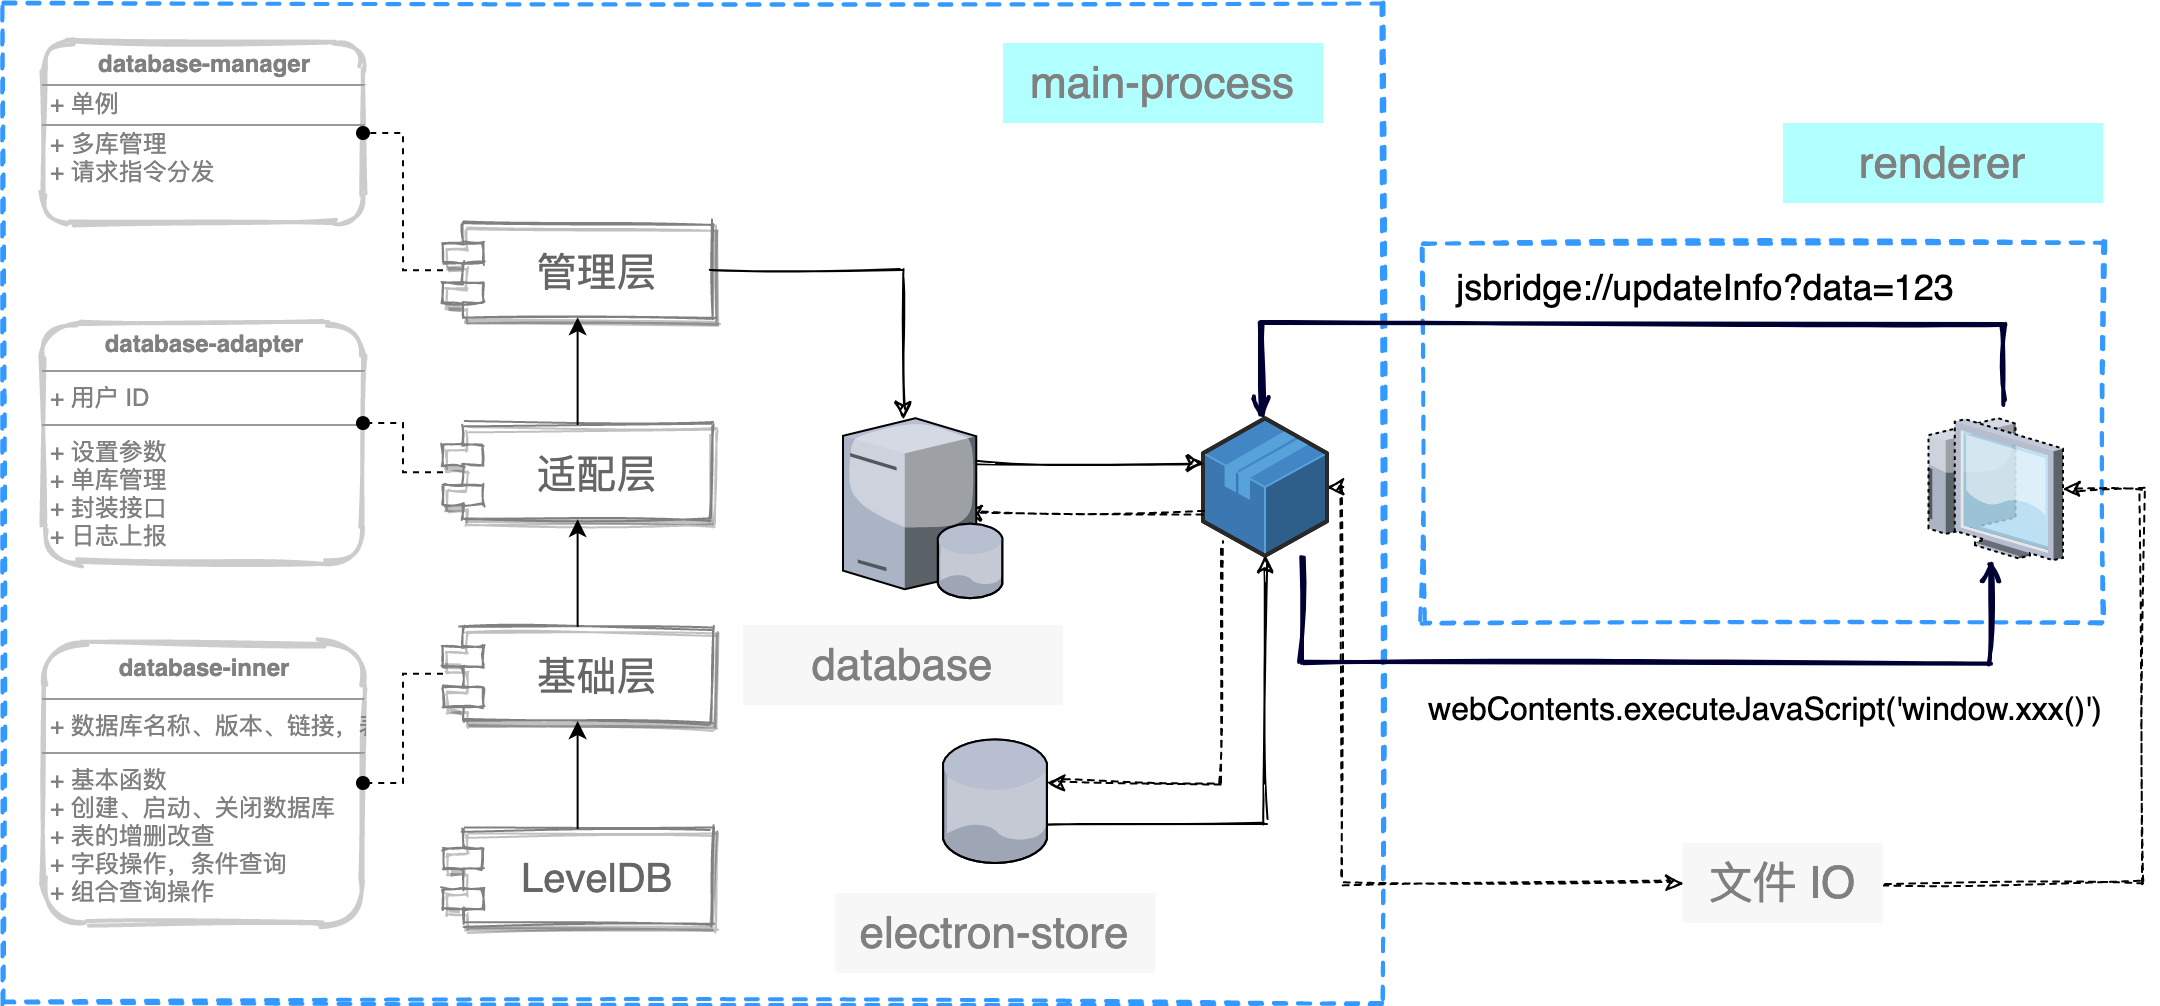 database-manager
+ 单例
+ 多库管理
+ 请求指令分发
database-adapter
+ 用户 ID
+ 设置参数
+ 单库管理
+ 封装接口
+ 日志上报
database-inner
+ 数据库名称、版本、链接，
+ 基本函数
+ 创建、启动、关闭数据库
+ 表的增删改查
+ 字段操作，条件查询
+ 组合查询操作
管理层
适配层
基础层
LevelDB
main-process
database
electron-store
renderer
jsbridge://updateInfo?data=123
webContents.executeJavaScript('window.xxx()')
文件 IO